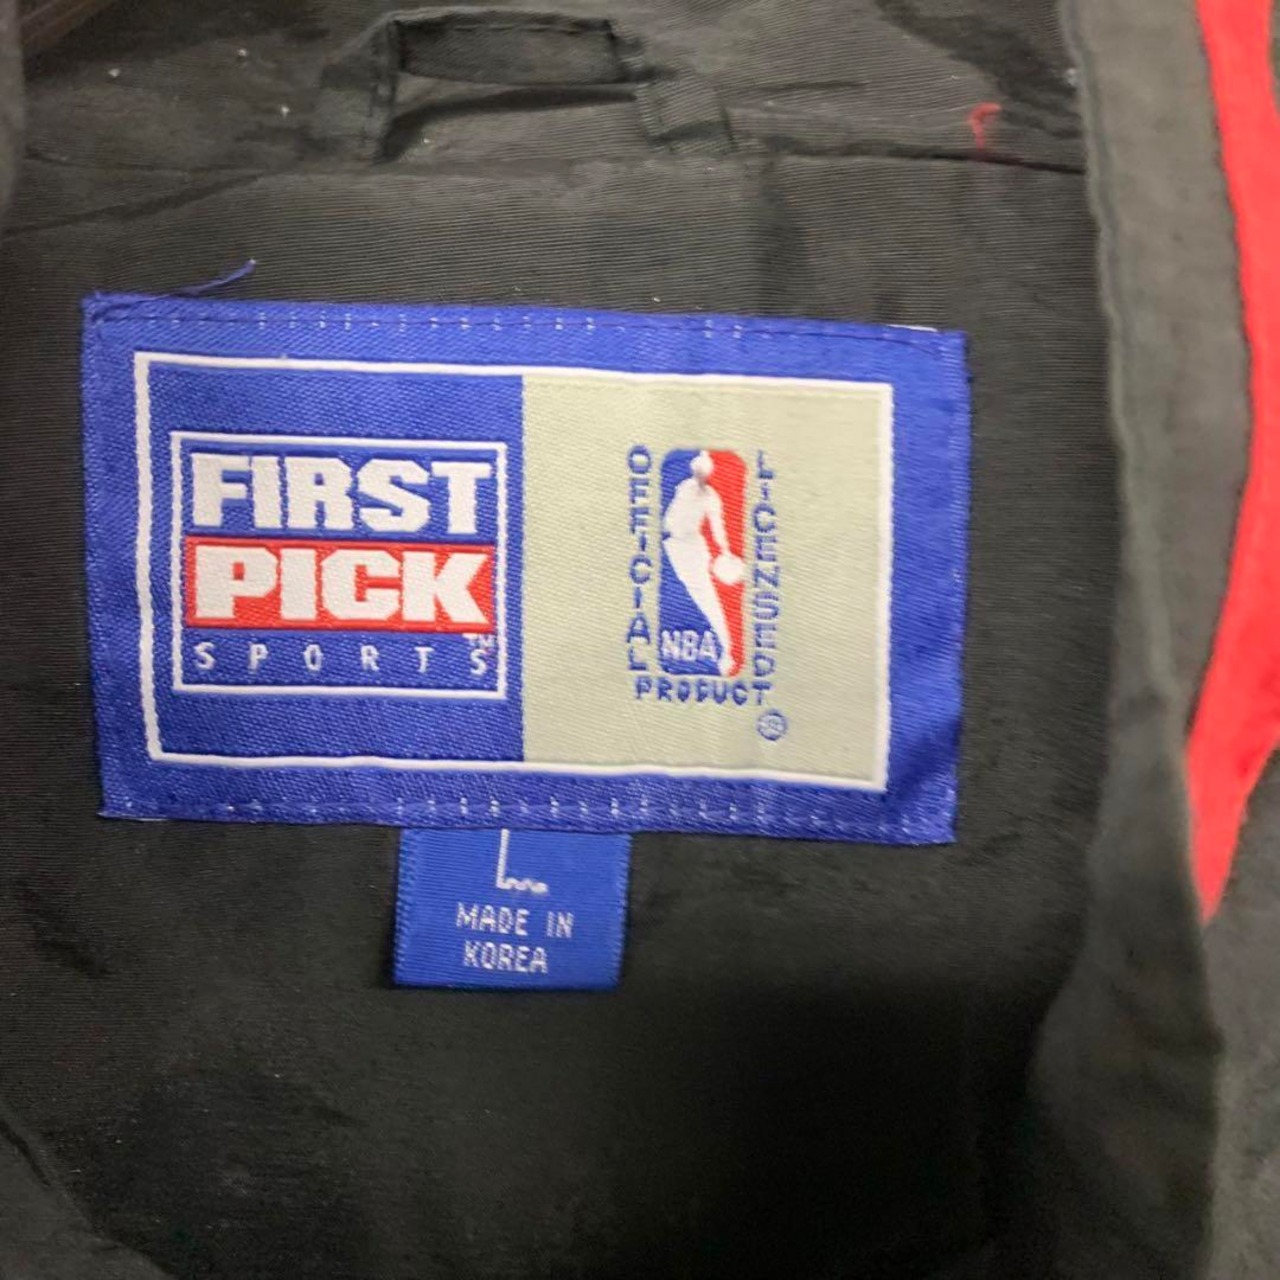 FIRST
PICK
SPORTS™
OFFICIAL
LICENSED
NBA
PRODUCT®
L
MADE IN
KOREA